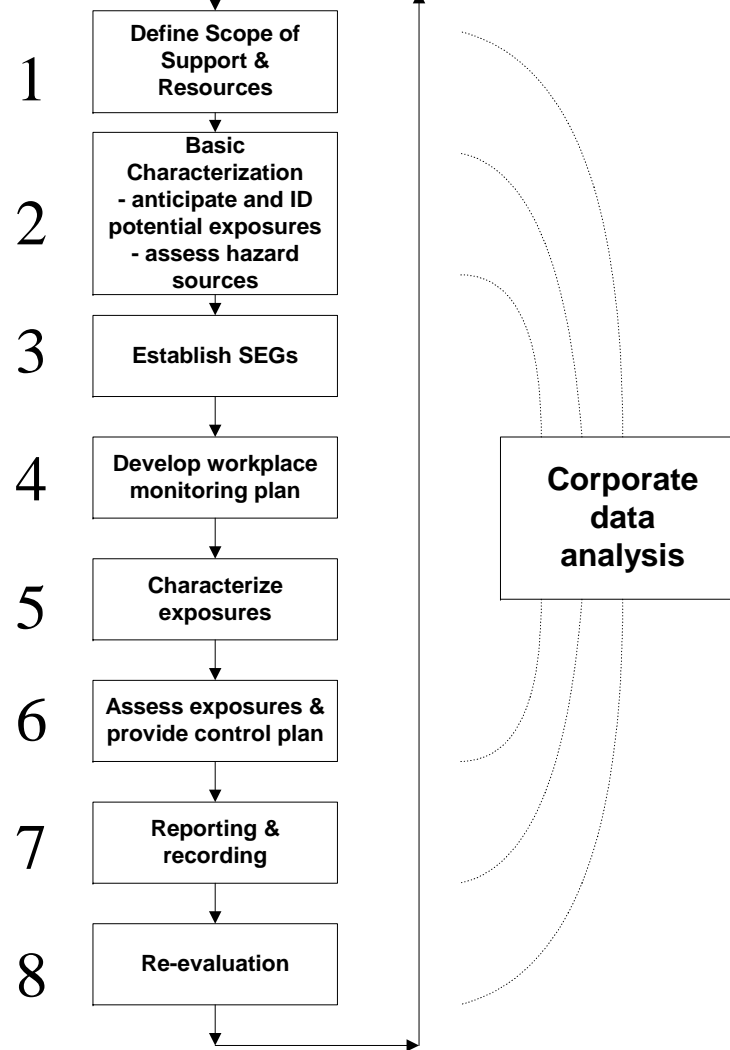 1
Define Scope of
Support &
Resources
2
Basic
Characterization
- anticipate and ID
potential exposures
- assess hazard
sources
3
Establish SEGs
4
Develop workplace
monitoring plan
5
Characterize
exposures
6
Assess exposures &
provide control plan
7
Reporting &
recording
8
Re-evaluation
Corporate
data
analysis